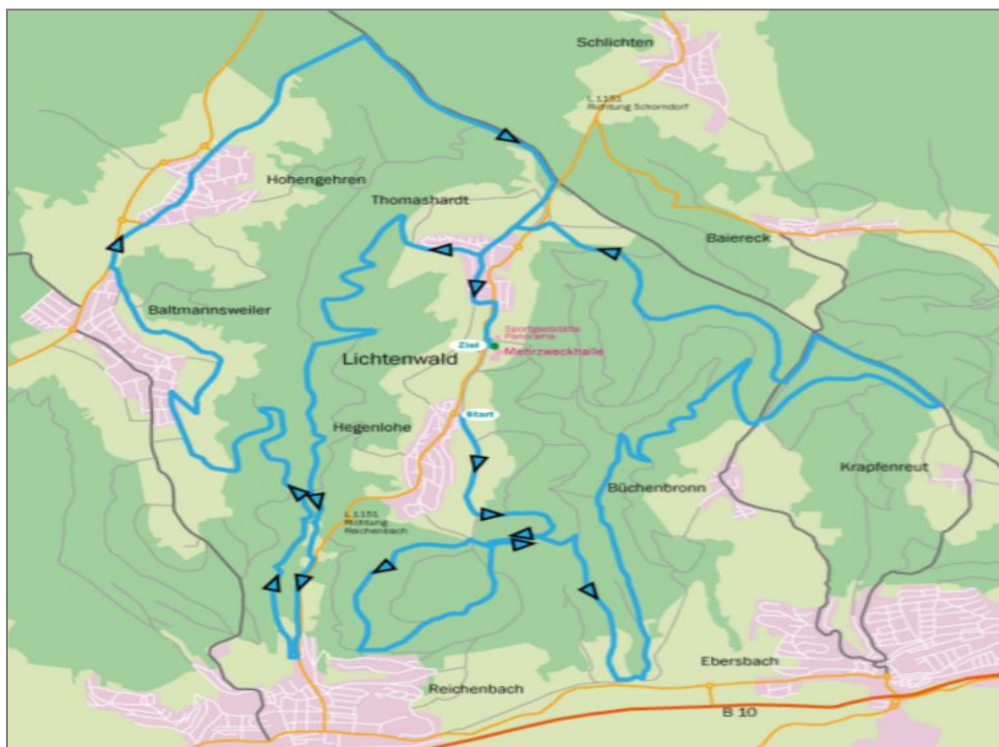 Schlichten
L 1151
Richtung Schorndorf
Hohengehren
Thomashardt
Baiereck
Baltmannsweiler
Sportgaststätte
Panorama
Ziel
Mehrzweckhalle
Lichtenwald
Start
Hegenlohe
Krapfenreut
Büchenbronn
L 1151
Richtung
Reichenbach
Ebersbach
Reichenbach
B 10